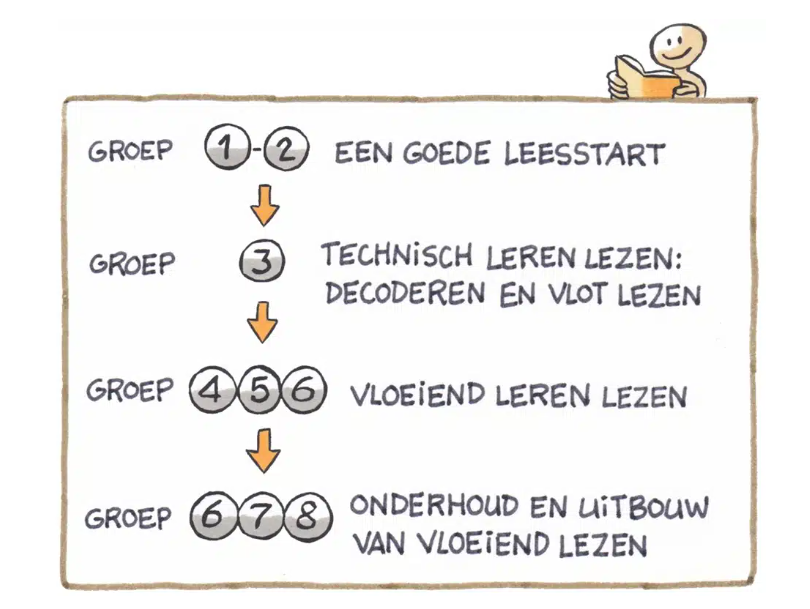 GROEP 1-2 EEN GOEDE LEESSTART
GROEP 3 TECHNISCH LEREN LEZEN:
DECODEREN EN VLOT LEZEN
GROEP 4 5 6 VLOEIEND LEREN LEZEN
GROEP 6 7 8 ONDERHOUD EN UITBOUW
VAN VLOEIEND LEZEN